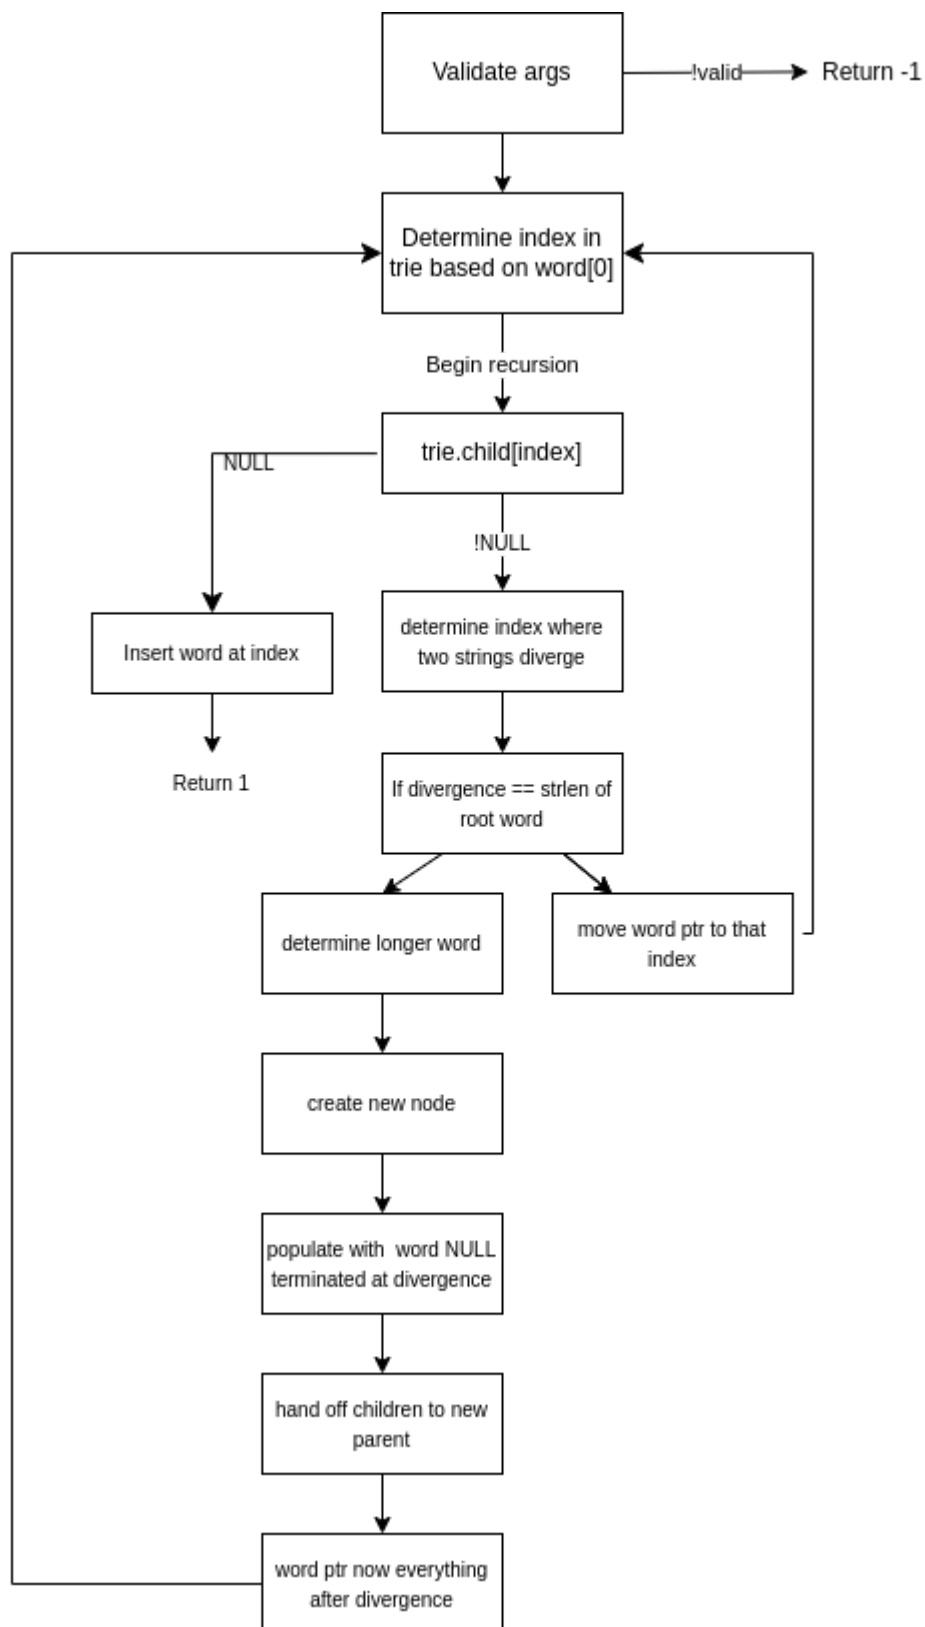 Validate args
!valid
Return -1
Determine index in
trie based on word[0]
Begin recursion
trie.child[index]
NULL
!NULL
determine index where
two strings diverge
Insert word at index
Return 1
If divergence == strlen of
root word
determine longer word
move word ptr to that
index
create new node
populate with  word NULL
terminated at divergence
hand off children to new
parent
word ptr now everything
after divergence